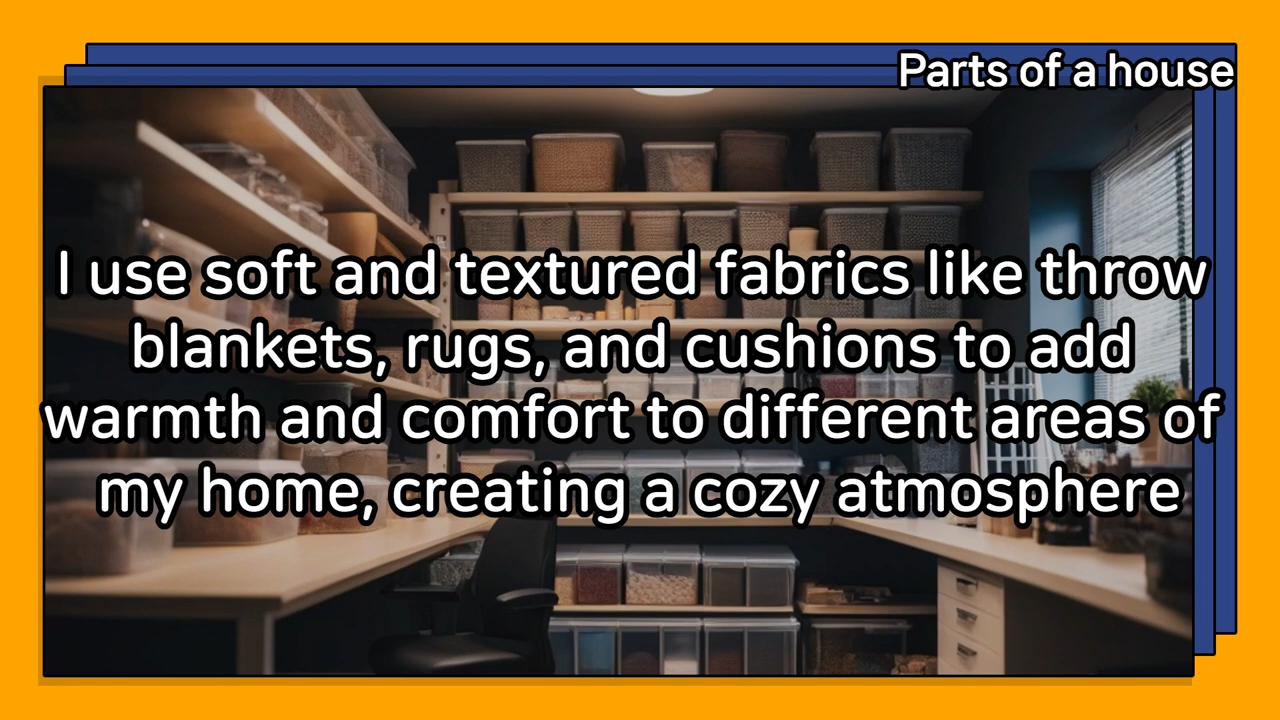 Parts of a house
I use soft and textured fabrics like throw
blankets, rugs, and cushions to add
warmth and comfort to different areas of
my home, creating a cozy atmosphere